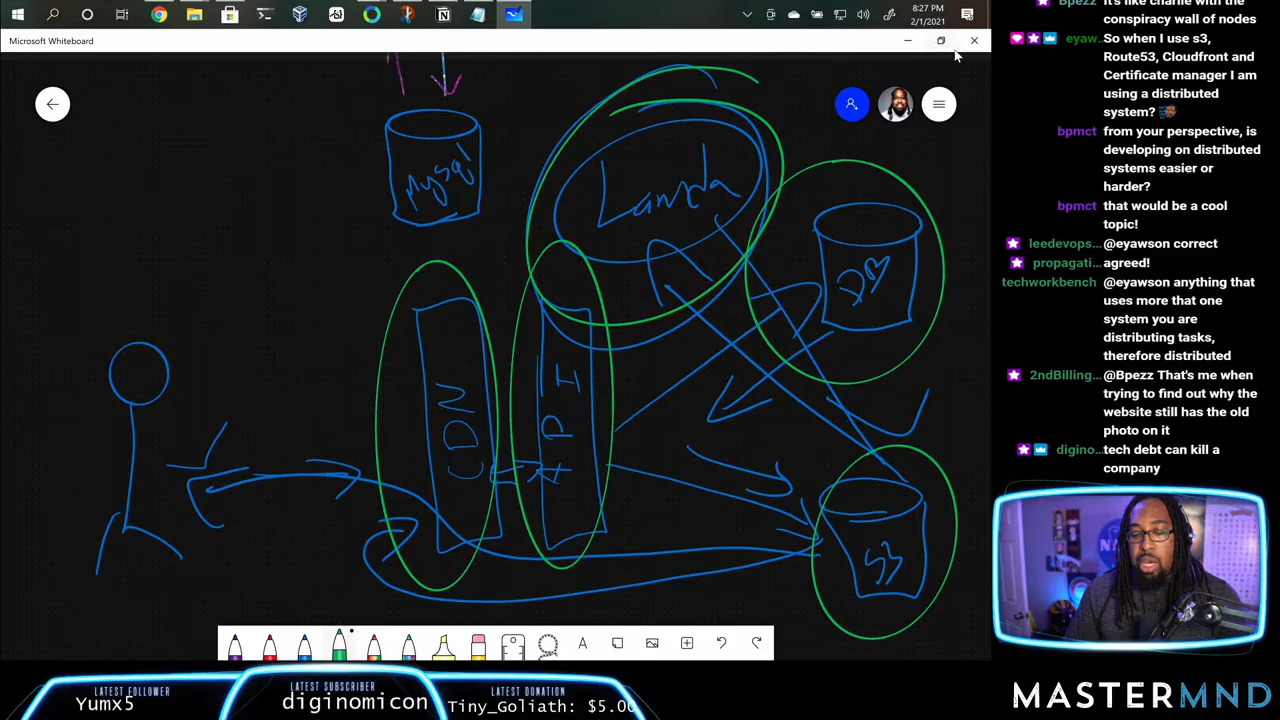 8:27 PM
2/1/2021
Microsoft Whiteboard
Mysql
Lamda
DB
CDN
API
S3
A
Bpezz It's like charlie with the
conspiracy wall of nodes
eyaw... So when I use s3,
Route53, Cloudfront and
Certificate manager I am
using a distributed
system?
bpmct from your perspective, is
developing on distributed
systems easier or
harder?
bpmct that would be a cool
topic!
leedevops... @eyawson correct
propagati... agreed!
techworkbench @eyawson anything that
uses more that one
system you are
distributing tasks,
therefore distributed
2ndBilling... @Bpezz That's me when
trying to find out why the
website still has the old
photo on it
digino... tech debt can kill a
company
LATEST FOLLOWER
Yumx5
LATEST SUBSCRIBER
diginomicon
LATEST DONATION
Tiny_Goliath: $5.00
MASTERMND